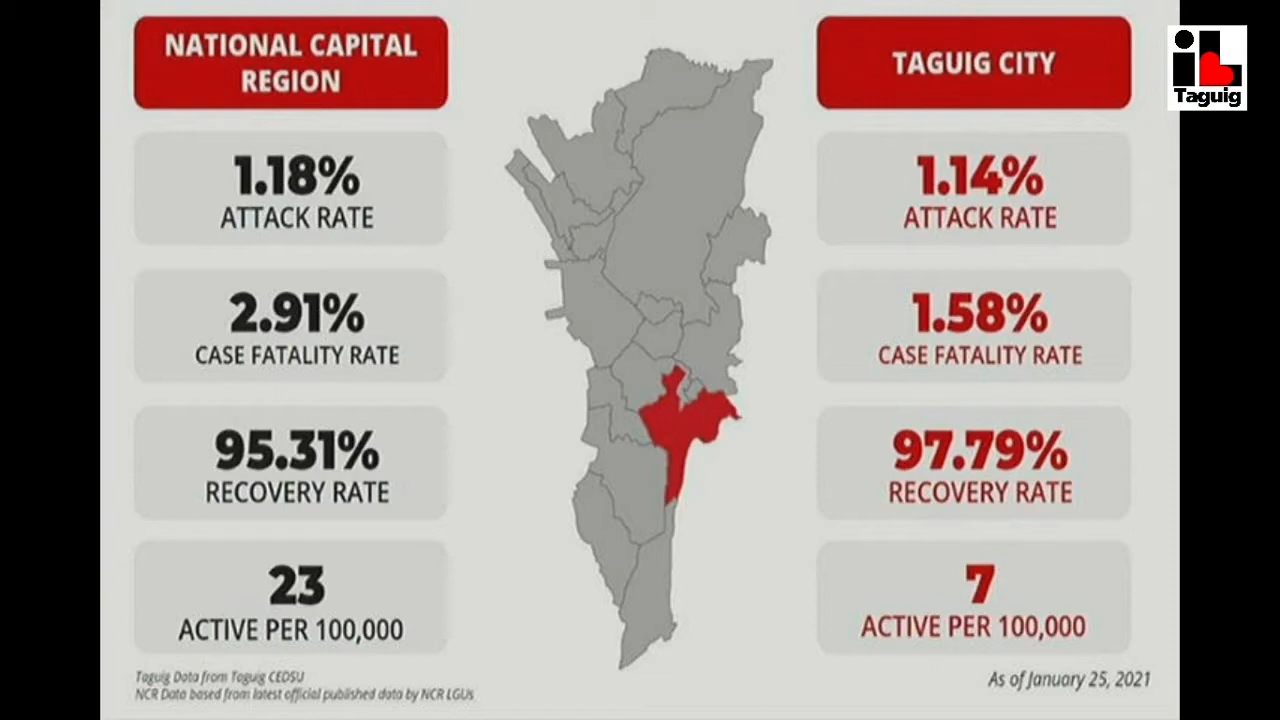 NATIONAL CAPITAL
REGION
1.18%
ATTACK RATE
2.91%
CASE FATALITY RATE
95.31%
RECOVERY RATE
23
ACTIVE PER 100,000
TAGUIG CITY
1.14%
ATTACK RATE
1.58%
CASE FATALITY RATE
97.79%
RECOVERY RATE
7
ACTIVE PER 100,000
Taguig Data from Taguig CEDSU
NCR Data based from latest official published data by NCR LGUs
As of January 25, 2021
iL
Taguig